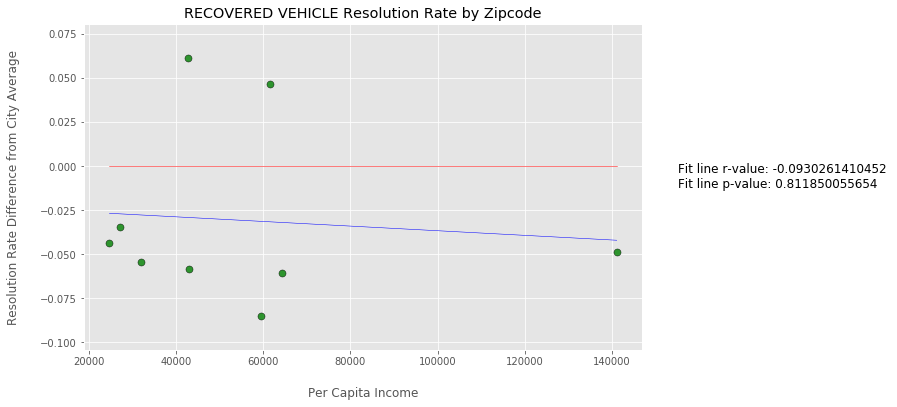 RECOVERED VEHICLE Resolution Rate by Zipcode
Resolution Rate Difference from City Average
0.075
0.050
0.025
0.000
−0.025
−0.050
−0.075
−0.100
20000 40000 60000 80000 100000 120000 140000
Per Capita Income
Fit line r-value: -0.0930261410452
Fit line p-value: 0.811850055654